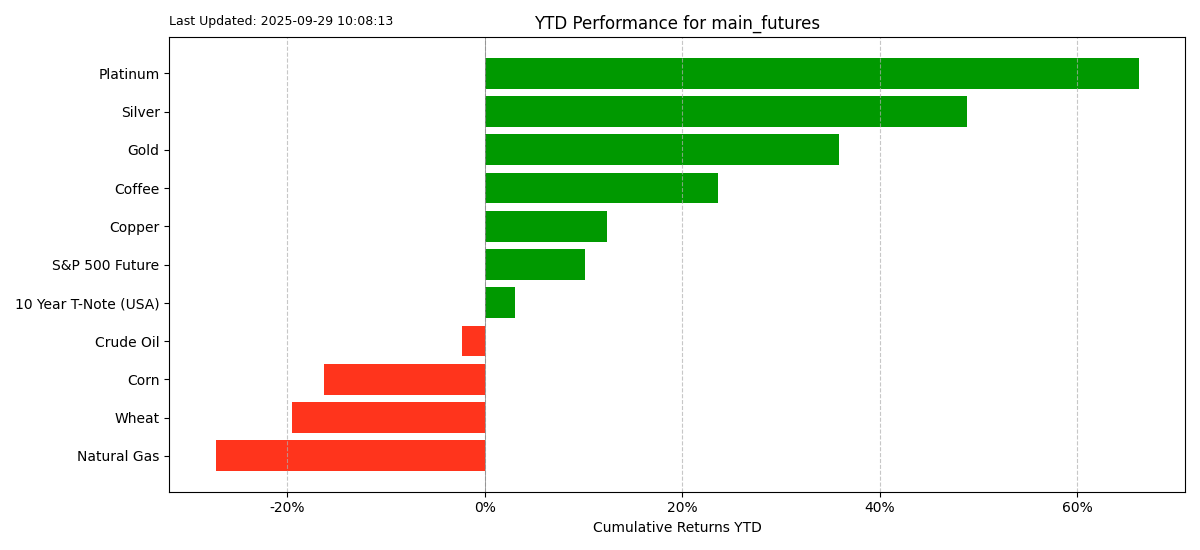 Last Updated: 2025-09-29 10:08:13
YTD Performance for main_futures
Platinum
Silver
Gold
Coffee
Copper
S&P 500 Future
10 Year T-Note (USA)
Crude Oil
Corn
Wheat
Natural Gas
-20% 0% 20% 40% 60%
Cumulative Returns YTD